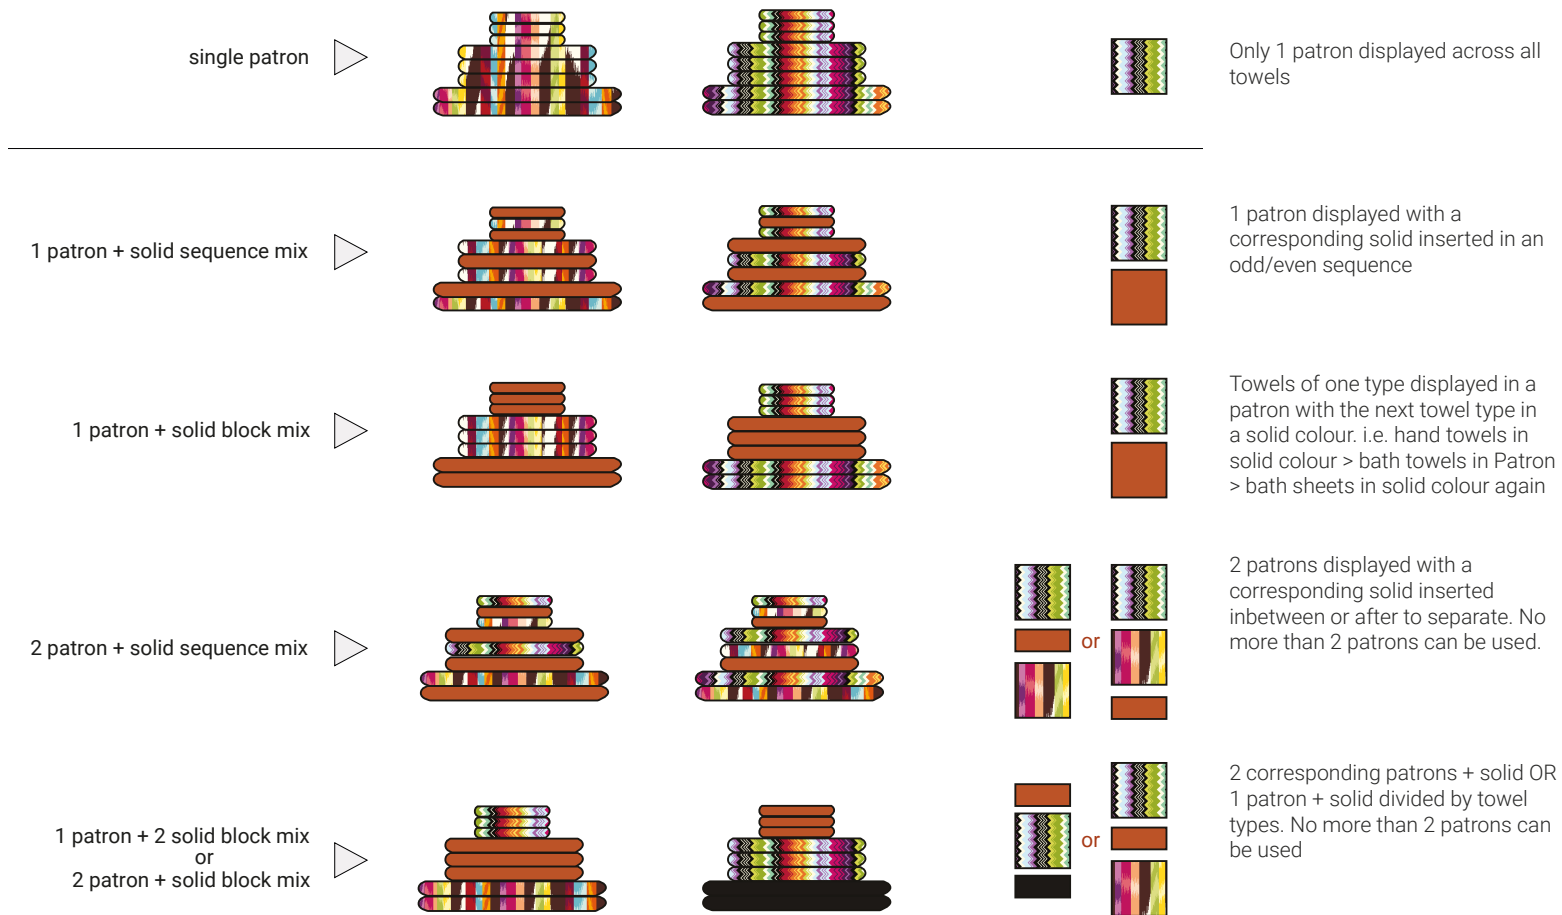 single patron
Only 1 patron displayed across all
towels
1 patron + solid sequence mix
1 patron displayed with a
corresponding solid inserted in an
odd/even sequence
1 patron + solid block mix
Towels of one type displayed in a
patron with the next towel type in
a solid colour. i.e. hand towels in
solid colour > bath towels in Patron
> bath sheets in solid colour again
2 patron + solid sequence mix
or
2 patrons displayed with a
corresponding solid inserted
inbetween or after to separate. No
more than 2 patrons can be used.
1 patron + 2 solid block mix
or
2 patron + solid block mix
or
2 corresponding patrons + solid OR
1 patron + solid divided by towel
types. No more than 2 patrons can
be used